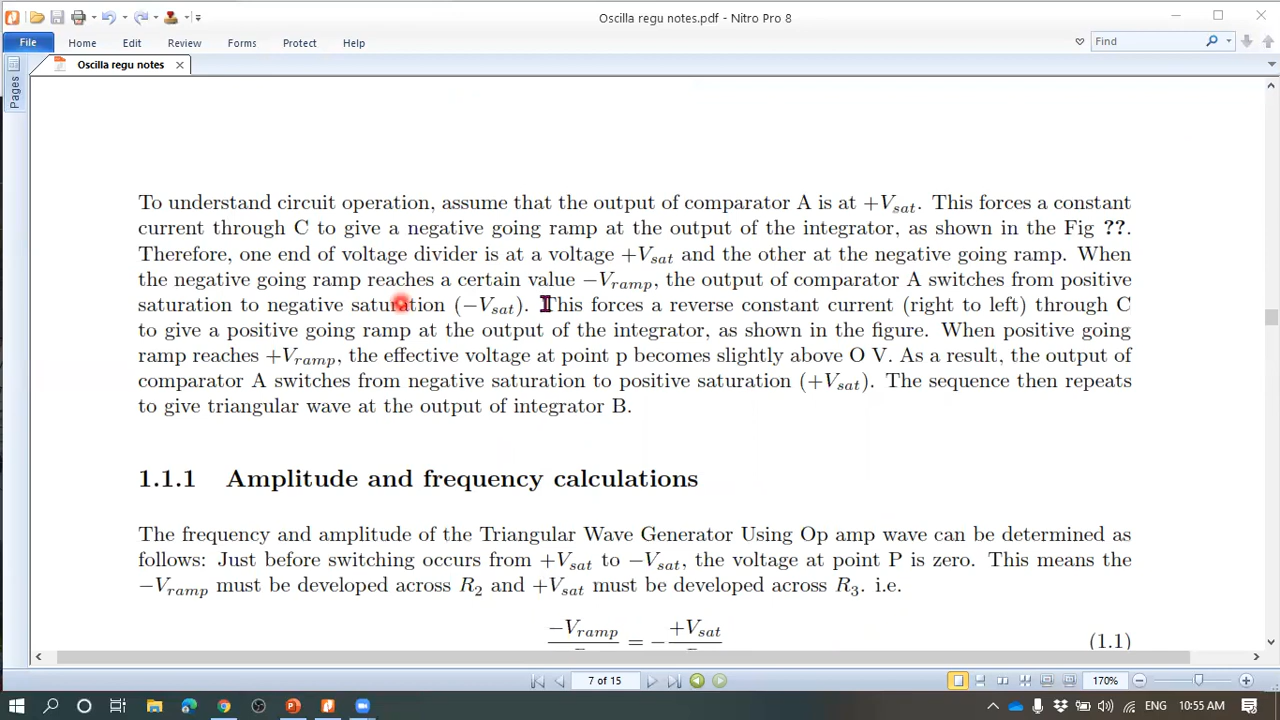 Oscilla regu notes.pdf - Nitro Pro 8
File Home Edit Review Forms Protect Help Find
Oscilla regu notes
Pages
To understand circuit operation, assume that the output of comparator A is at +V_sat. This forces a constant
current through C to give a negative going ramp at the output of the integrator, as shown in the Fig ??.
Therefore, one end of voltage divider is at a voltage +V_sat and the other at the negative going ramp. When
the negative going ramp reaches a certain value −V_ramp, the output of comparator A switches from positive
saturation to negative saturation (−V_sat). This forces a reverse constant current (right to left) through C
to give a positive going ramp at the output of the integrator, as shown in the figure. When positive going
ramp reaches +V_ramp, the effective voltage at point p becomes slightly above O V. As a result, the output of
comparator A switches from negative saturation to positive saturation (+V_sat). The sequence then repeats
to give triangular wave at the output of integrator B.
1.1.1 Amplitude and frequency calculations
The frequency and amplitude of the Triangular Wave Generator Using Op amp wave can be determined as
follows: Just before switching occurs from +V_sat to −V_sat, the voltage at point P is zero. This means the
−V_ramp must be developed across R_2 and +V_sat must be developed across R_3. i.e.
−V_ramp = − +V_sat (1.1)
7 of 15 170%
ENG 10:55 AM